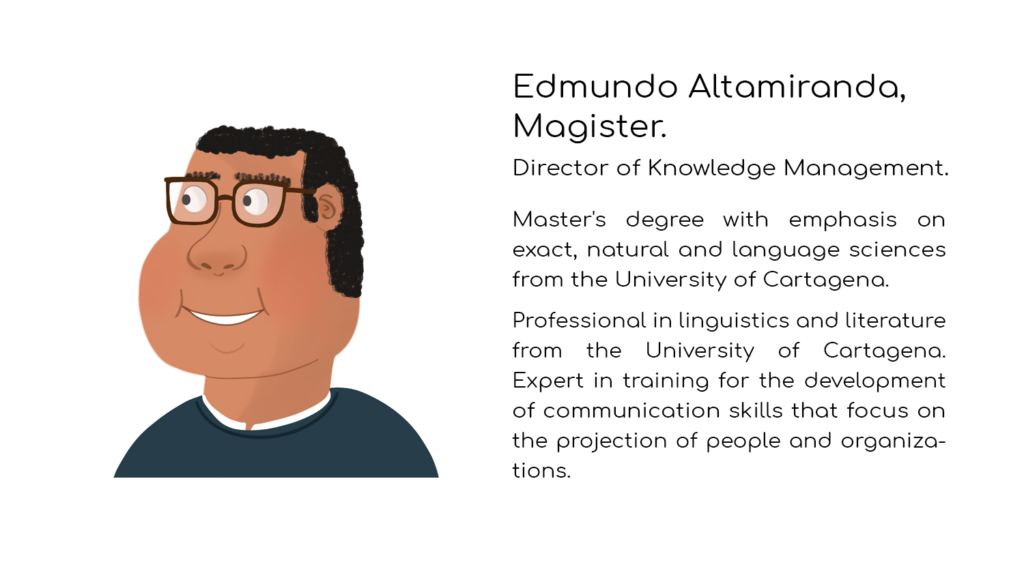 Edmundo Altamiranda,
Magister.
Director of Knowledge Management.
Master's degree with emphasis on
exact, natural and language sciences
from the University of Cartagena.
Professional in linguistics and literature
from the University of Cartagena.
Expert in training for the development
of communication skills that focus on
the projection of people and organiza-
tions.